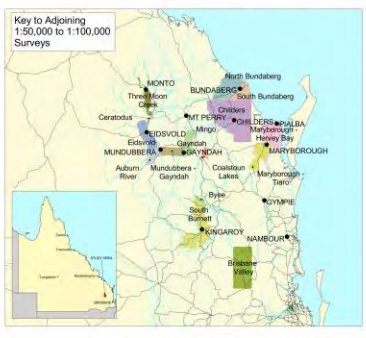 Key to Adjoining
1:50,000 to 1:100,000
Surveys
North Bundaberg
MONTO
Three Moon
Creek
BUNDABERG
South Bundaberg
Childers
Ceratodus
MT PERRY
CHILDERS
PIALBA
EIDSVOLD
Mingo
Maryborough -
Hervey Bay
Eidsvold
Gayndah
MUNDUBBERA
GAYNDAH
MARYBOROUGH
Auburn
River
Mundubbera -
Gayndah
Coalstoun
Lakes
Maryborough -
Tiaro
Byee
South
Burnett
GYMPIE
KINGAROY
NAMBOUR
Brisbane
Valley